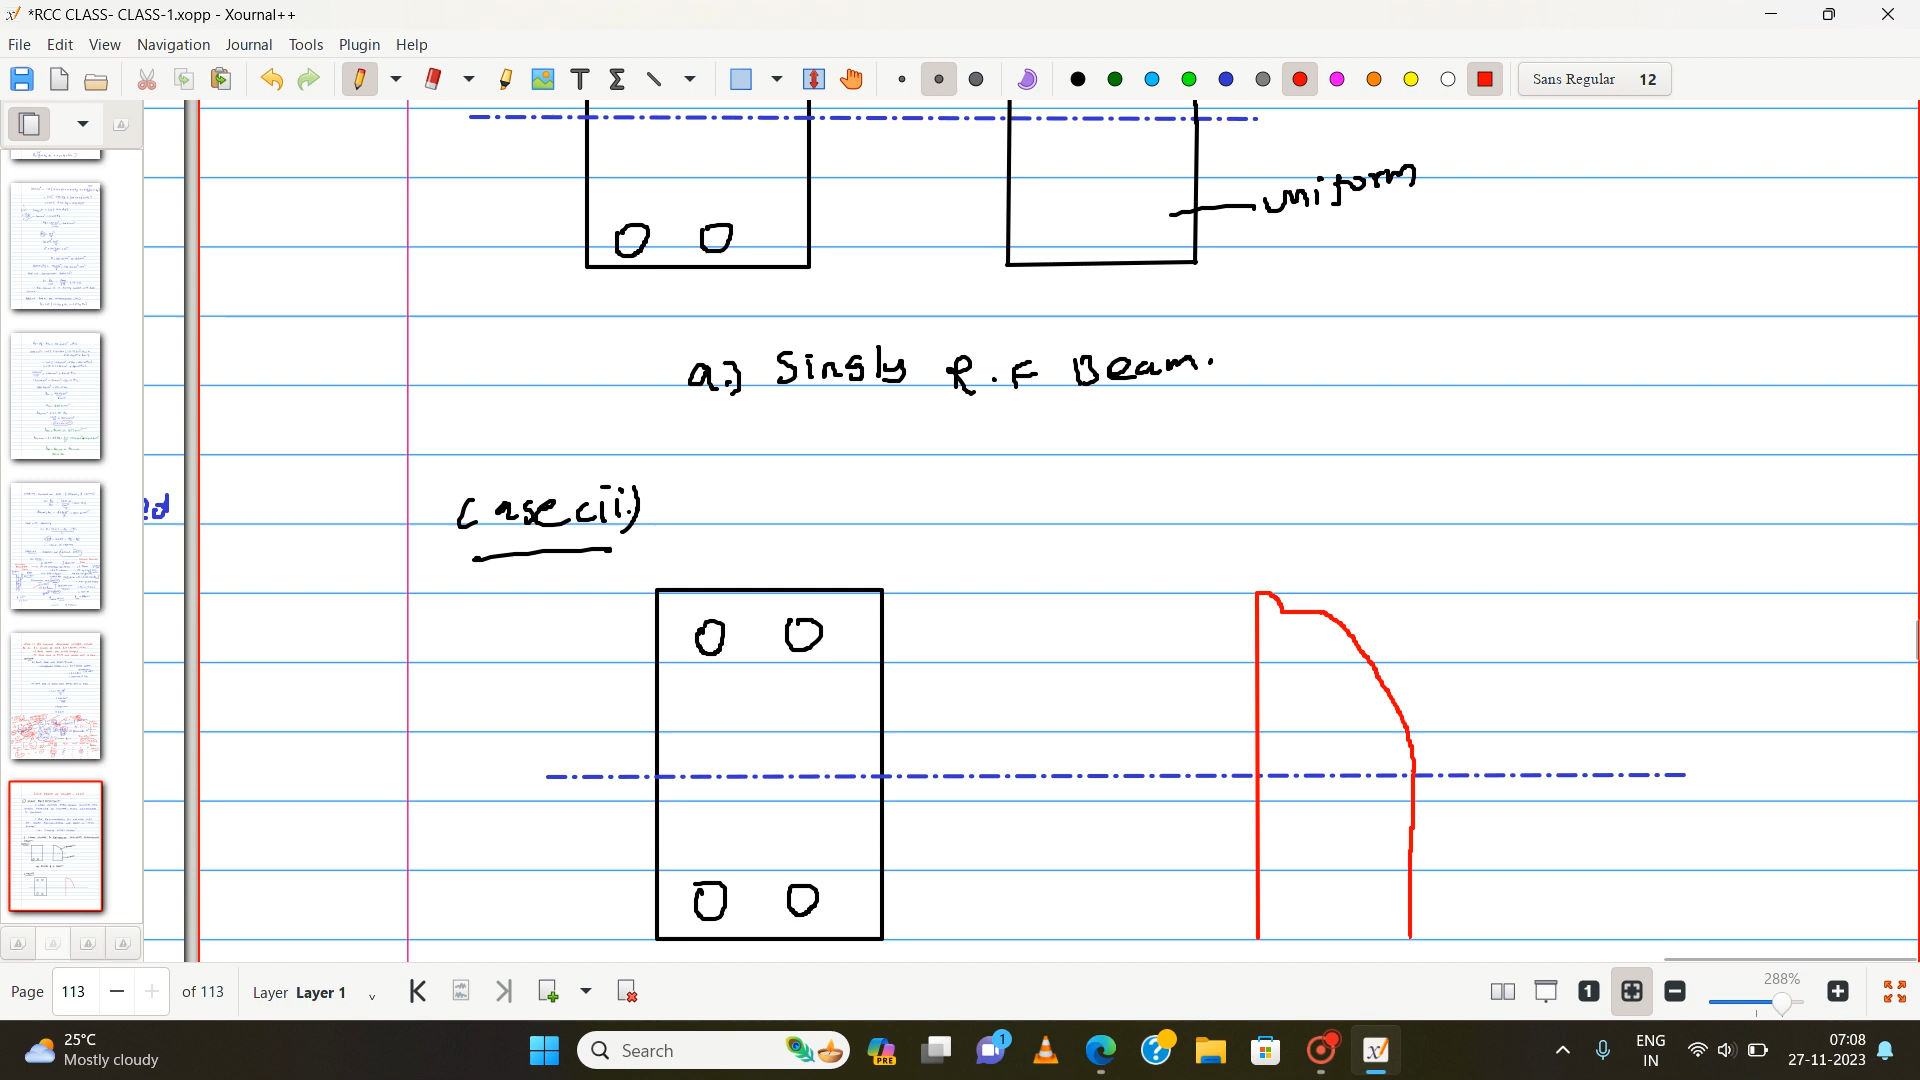 *RCC CLASS- CLASS-1.xopp - Xournal++
File Edit View Navigation Journal Tools Plugin Help
Sans Regular 12
uniform
a.) Singly R.F Beam.
Case (ii.)
Page 113 of 113 Layer Layer 1
288%
25°C
Mostly cloudy
Search
PRE
1
ENG
IN
07:08
27-11-2023